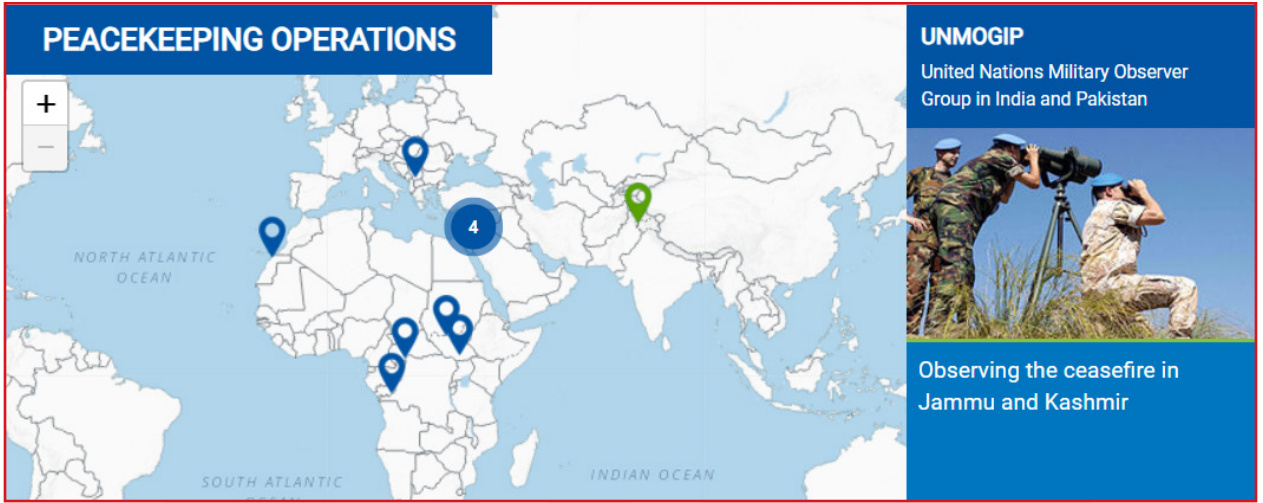 PEACEKEEPING OPERATIONS
+
−
NORTH ATLANTIC
OCEAN
4
SOUTH ATLANTIC
OCEAN
INDIAN OCEAN
UNMOGIP
United Nations Military Observer
Group in India and Pakistan
Observing the ceasefire in
Jammu and Kashmir